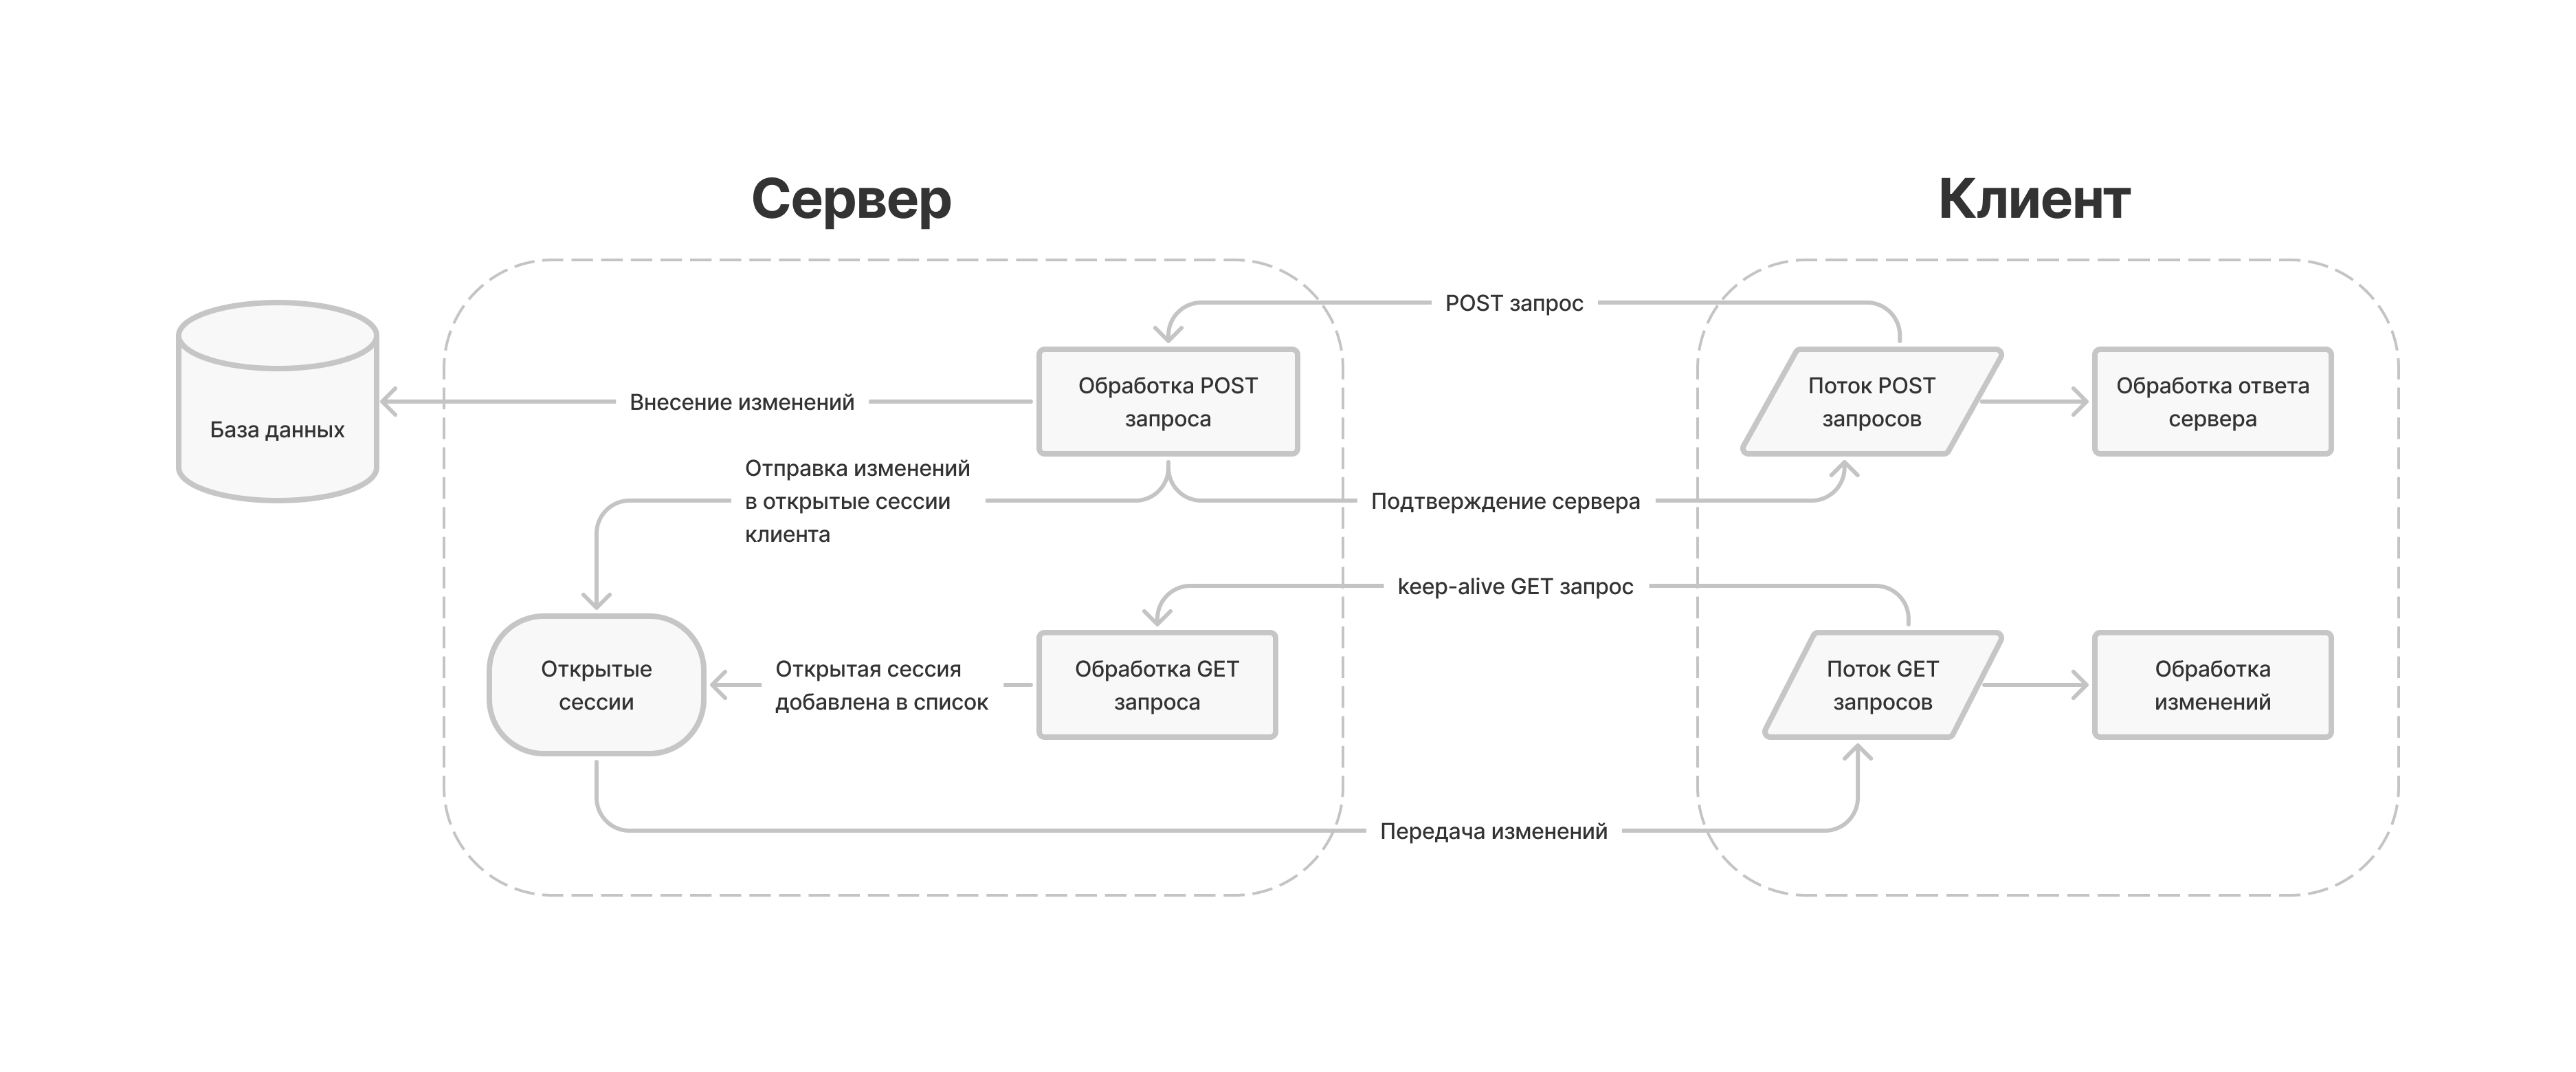 Сервер
Клиент
POST запрос
Обработка POST
запроса
Поток POST
запросов
Обработка ответа
сервера
База данных
Внесение изменений
Отправка изменений
в открытые сессии
клиента
Подтверждение сервера
keep-alive GET запрос
Открытые
сессии
Открытая сессия
добавлена в список
Обработка GET
запроса
Поток GET
запросов
Обработка
изменений
Передача изменений